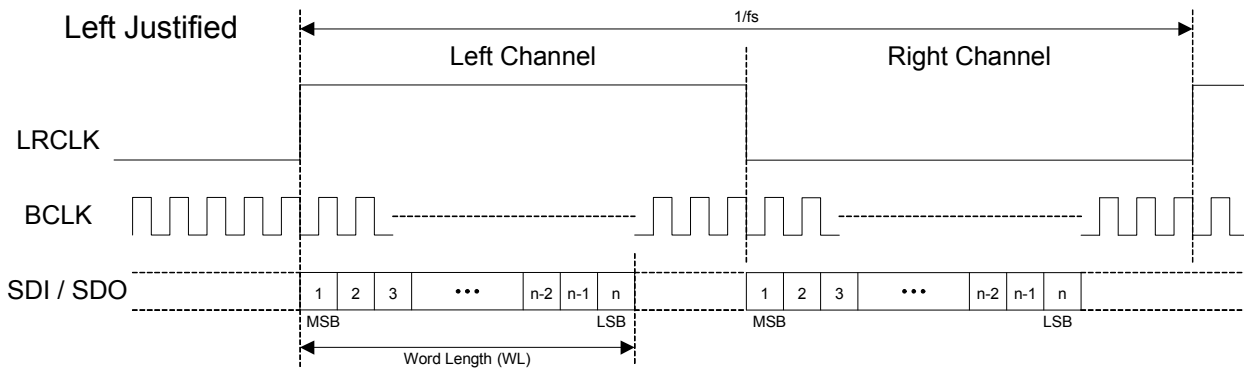 Left Justified
1/fs
Left Channel
Right Channel
LRCLK
BCLK
SDI / SDO
1 2 3 ••• n-2 n-1 n 1 2 3 ••• n-2 n-1 n
MSB LSB MSB LSB
Word Length (WL)